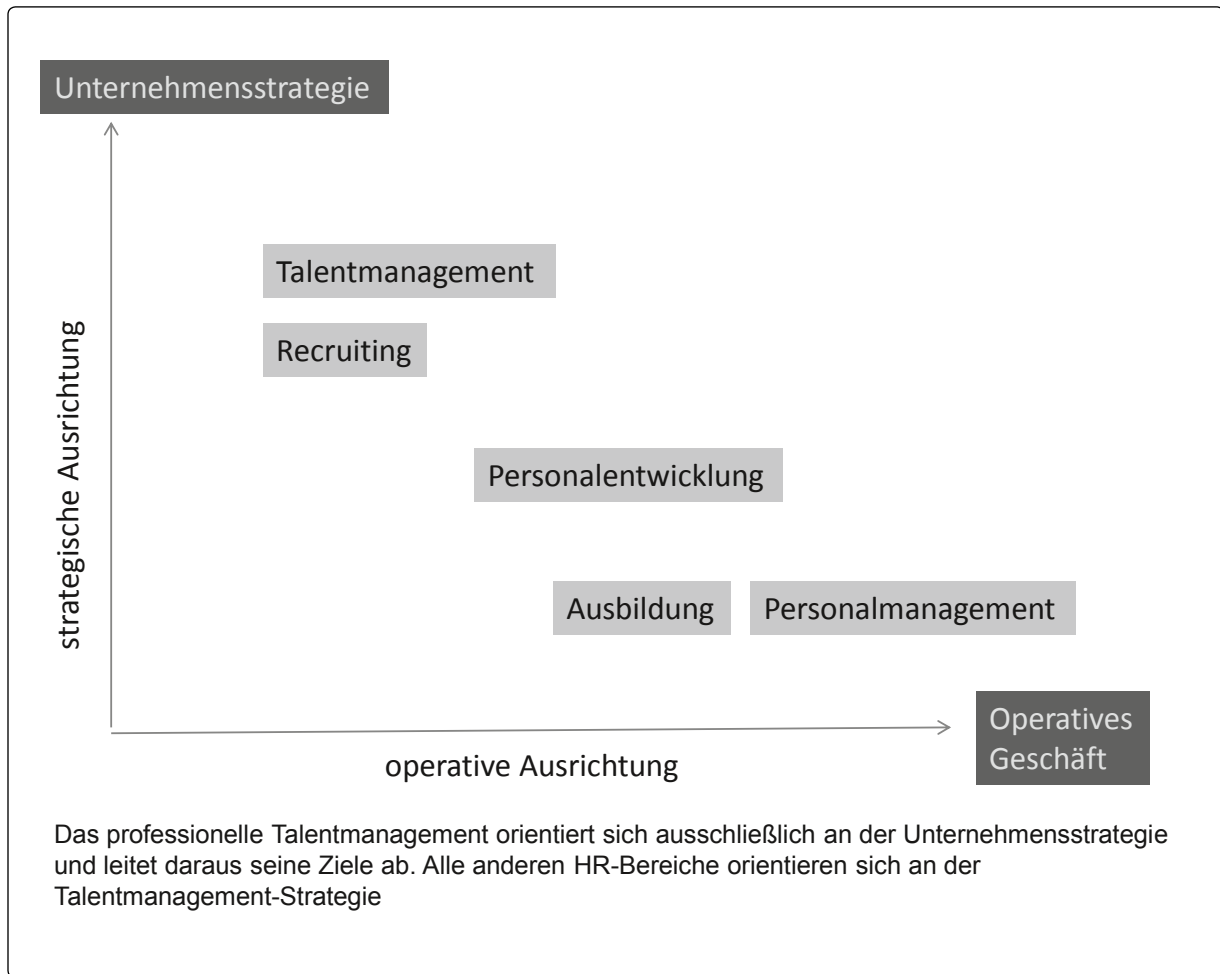 Unternehmensstrategie
Talentmanagement
Recruiting
strategische Ausrichtung
Personalentwicklung
Ausbildung
Personalmanagement
Operatives
Geschäft
operative Ausrichtung
Das professionelle Talentmanagement orientiert sich ausschließlich an der Unternehmensstrategie
und leitet daraus seine Ziele ab. Alle anderen HR-Bereiche orientieren sich an der
Talentmanagement-Strategie